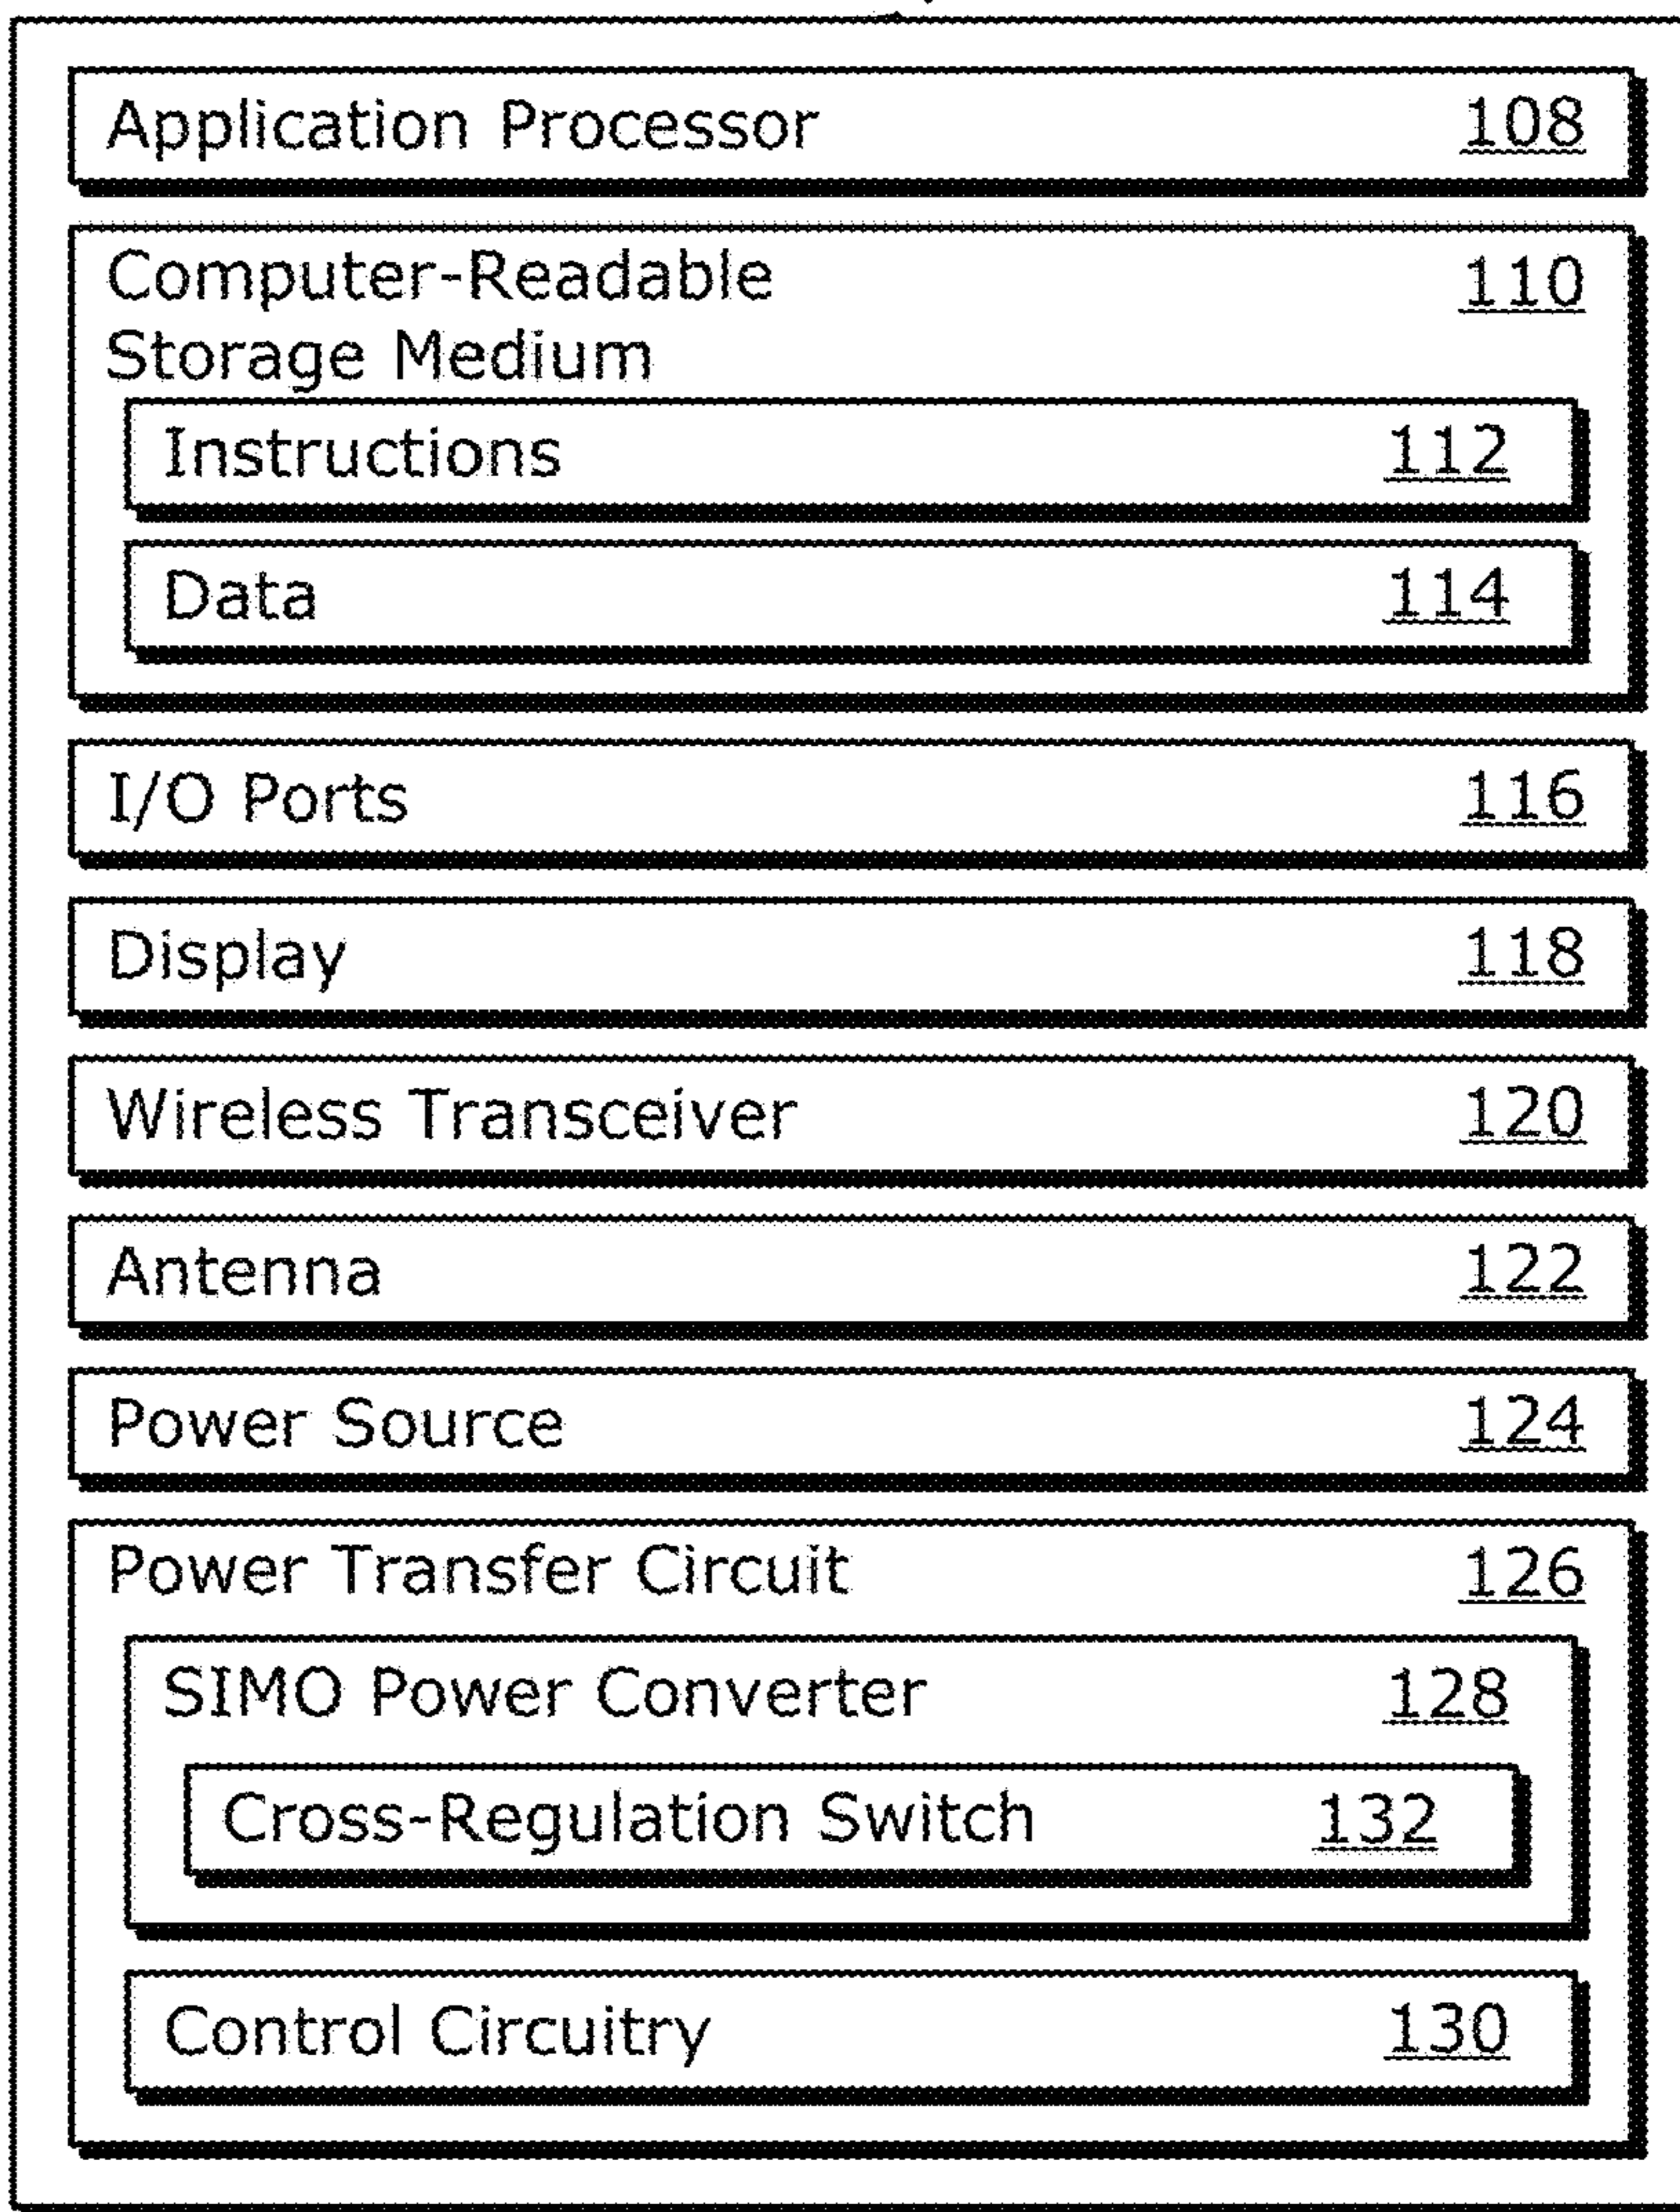 Application Processor 108
Computer-Readable 110
Storage Medium
Instructions 112
Data 114
I/O Ports 116
Display 118
Wireless Transceiver 120
Antenna 122
Power Source 124
Power Transfer Circuit 126
SIMO Power Converter 128
Cross-Regulation Switch 132
Control Circuitry 130